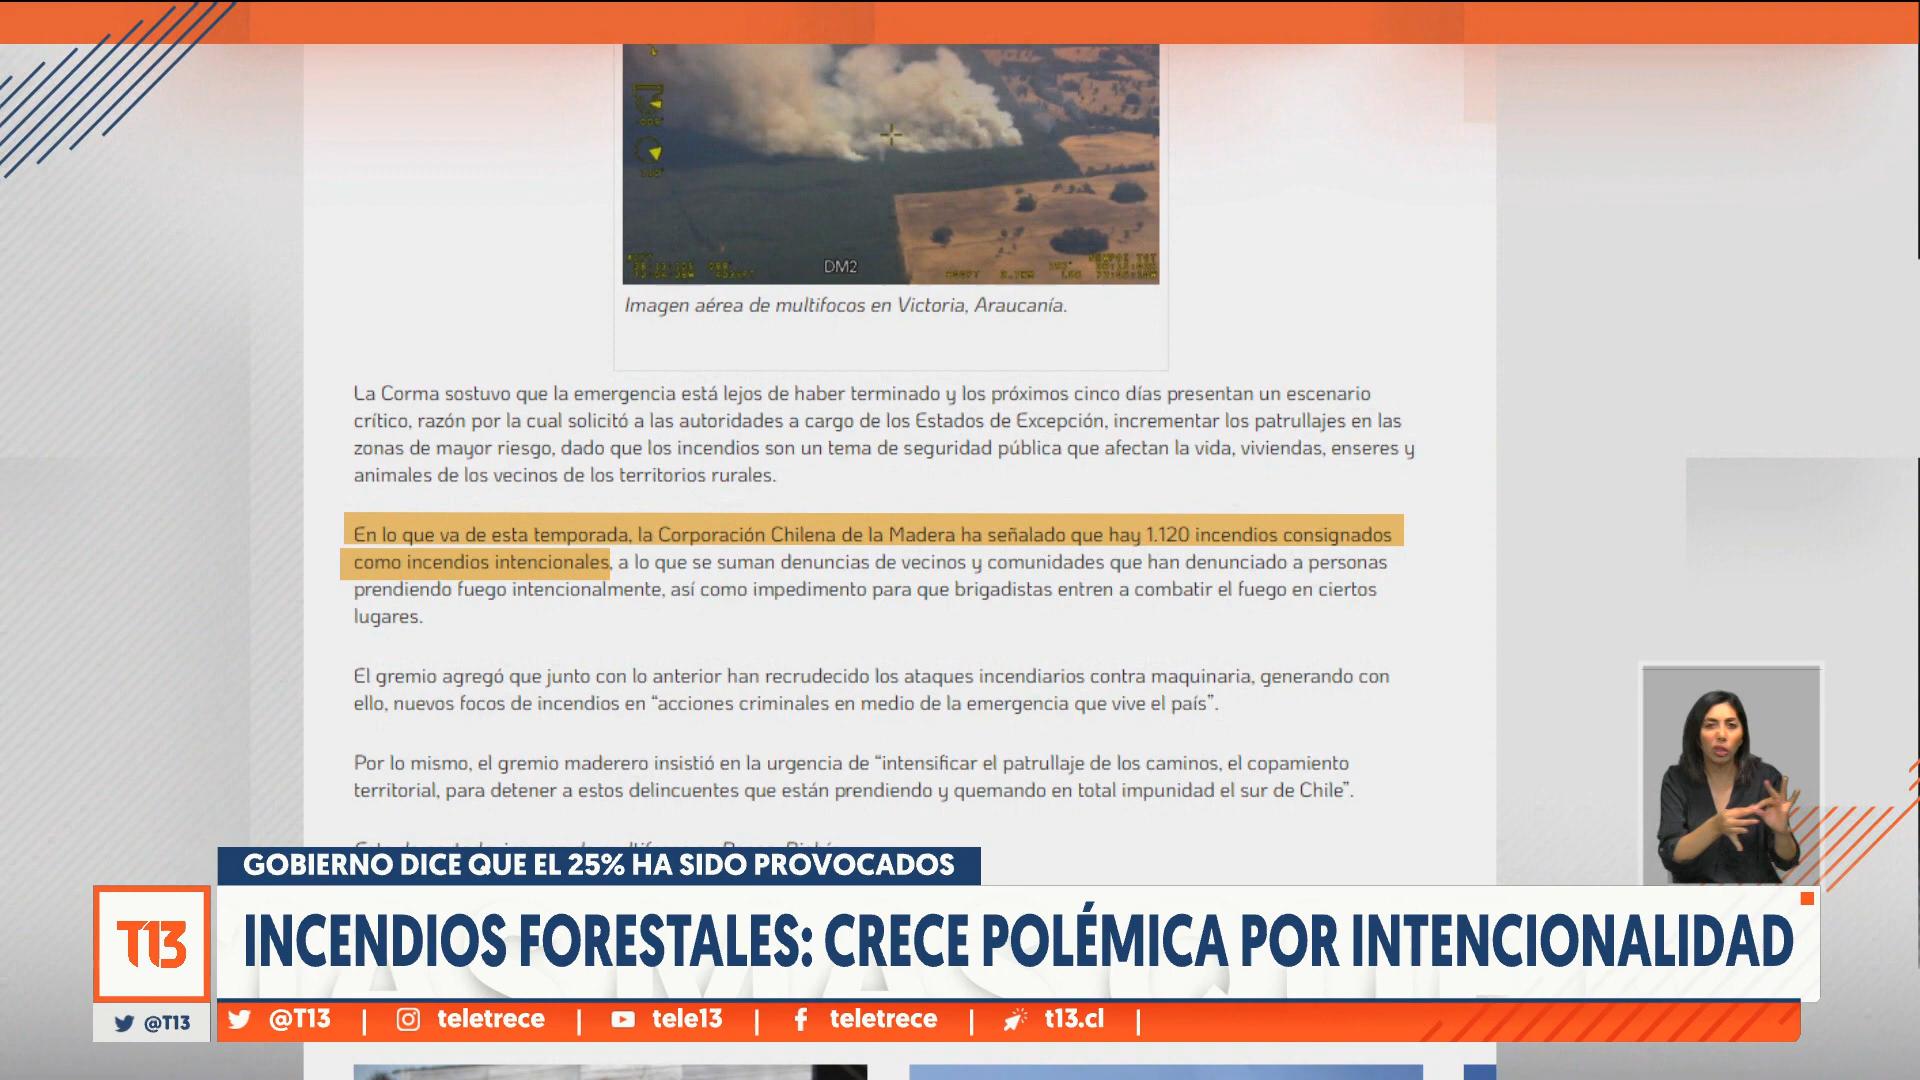 DM2
Imagen aérea de multifocos en Victoria, Araucanía.
La Corma sostuvo que la emergencia está lejos de haber terminado y los próximos cinco días presentan un escenario
crítico, razón por la cual solicitó a las autoridades a cargo de los Estados de Excepción, incrementar los patrullajes en las
zonas de mayor riesgo, dado que los incendios son un tema de seguridad pública que afectan la vida, viviendas, enseres y
animales de los vecinos de los territorios rurales.
En lo que va de esta temporada, la Corporación Chilena de la Madera ha señalado que hay 1.120 incendios consignados
como incendios intencionales, a lo que se suman denuncias de vecinos y comunidades que han denunciado a personas
prendiendo fuego intencionalmente, así como impedimento para que brigadistas entren a combatir el fuego en ciertos
lugares.
El gremio agregó que junto con lo anterior han recrudecido los ataques incendiarios contra maquinaria, generando con
ello, nuevos focos de incendios en “acciones criminales en medio de la emergencia que vive el país”.
Por lo mismo, el gremio maderero insistió en la urgencia de “intensificar el patrullaje de los caminos, el copamiento
territorial, para detener a estos delincuentes que están prendiendo y quemando en total impunidad el sur de Chile”.
GOBIERNO DICE QUE EL 25% HA SIDO PROVOCADOS
INCENDIOS FORESTALES: CRECE POLÉMICA POR INTENCIONALIDAD
T13
@T13
@T13 | teletrece | tele13 | teletrece | t13.cl |